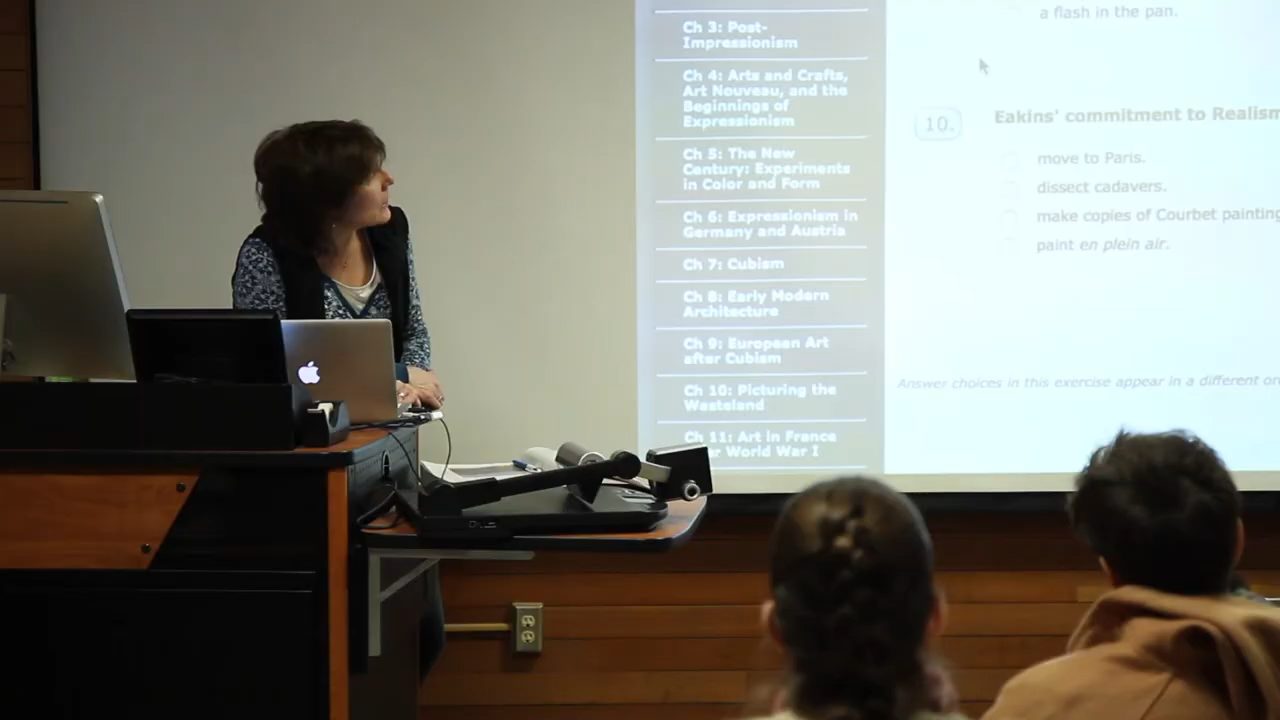 Ch 3: Post-
Impressionism
Ch 4: Arts and Crafts,
Art Nouveau, and the
Beginnings of
Expressionism
Ch 5: The New
Century: Experiments
in Color and Form
Ch 6: Expressionism in
Germany and Austria
Ch 7: Cubism
Ch 8: Early Modern
Architecture
Ch 9: European Art
after Cubism
Ch 10: Picturing the
Wasteland
Ch 11: Art in France
World War I
a flash in the pan.
10. Eakins' commitment to Realism
move to Paris.
dissect cadavers.
make copies of Courbet painting
paint en plein air.
Answer choices in this exercise appear in a different